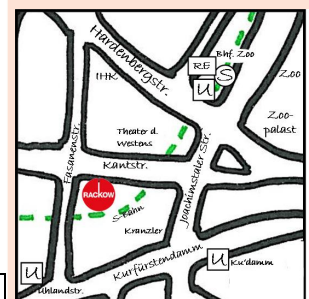 Hardenbergstr.
Bhf. Zoo
RE
S
U
IHK
Zoo
Zoo-
palast
Theater d.
Westens
Fasanenstr.
Kantstr.
Joachimstaler Str.
RACKOW
S-Bahn
Kranzler
Kurfürstendamm
U
Ku'damm
U
Uhlandstr.